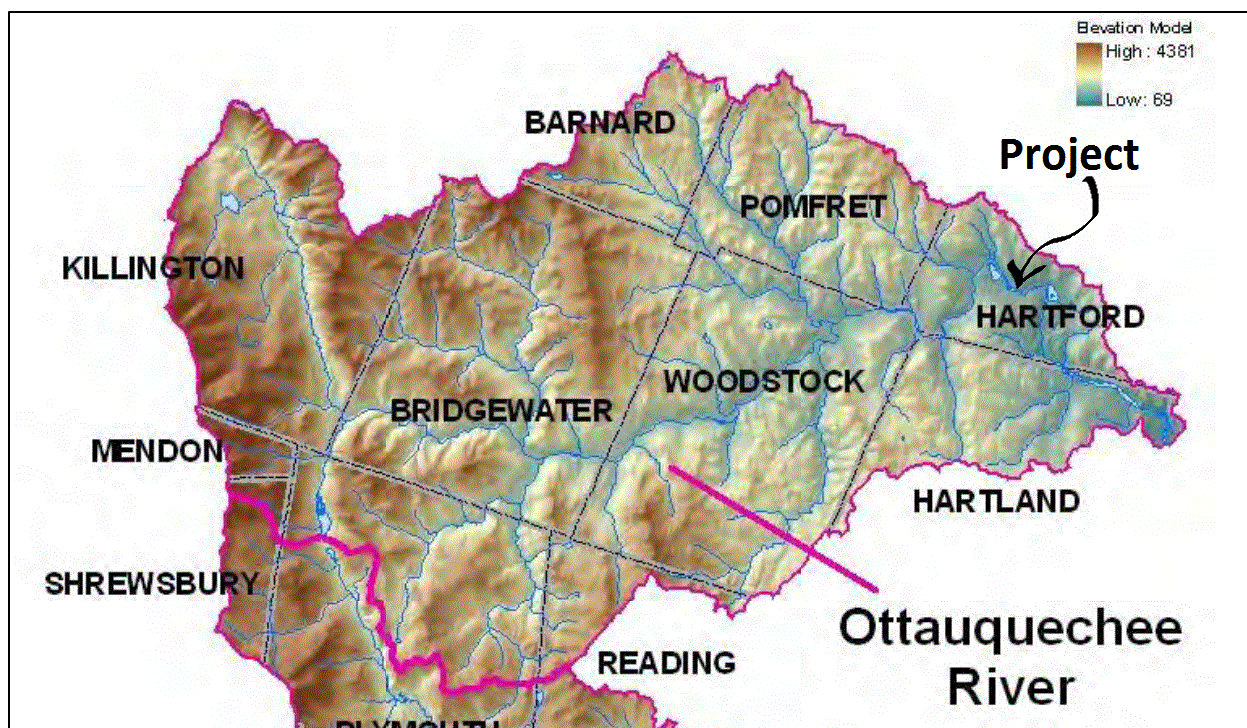 Elevation Model
High : 4381
Low: 69
BARNARD
Project
POMFRET
KILLINGTON
HARTFORD
WOODSTOCK
BRIDGEWATER
MENDON
HARTLAND
SHREWSBURY
Ottauquechee
River
READING
PLYMOUTH